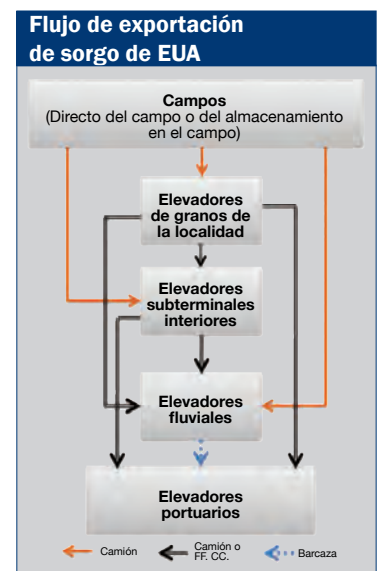 Flujo de exportación
de sorgo de EUA
Campos
(Directo del campo o del almacenamiento
en el campo)
Elevadores
de granos de
la localidad
Elevadores
subterminales
interiores
Elevadores
fluviales
Elevadores
portuarios
Camión
Camión o
FF. CC.
Barcaza